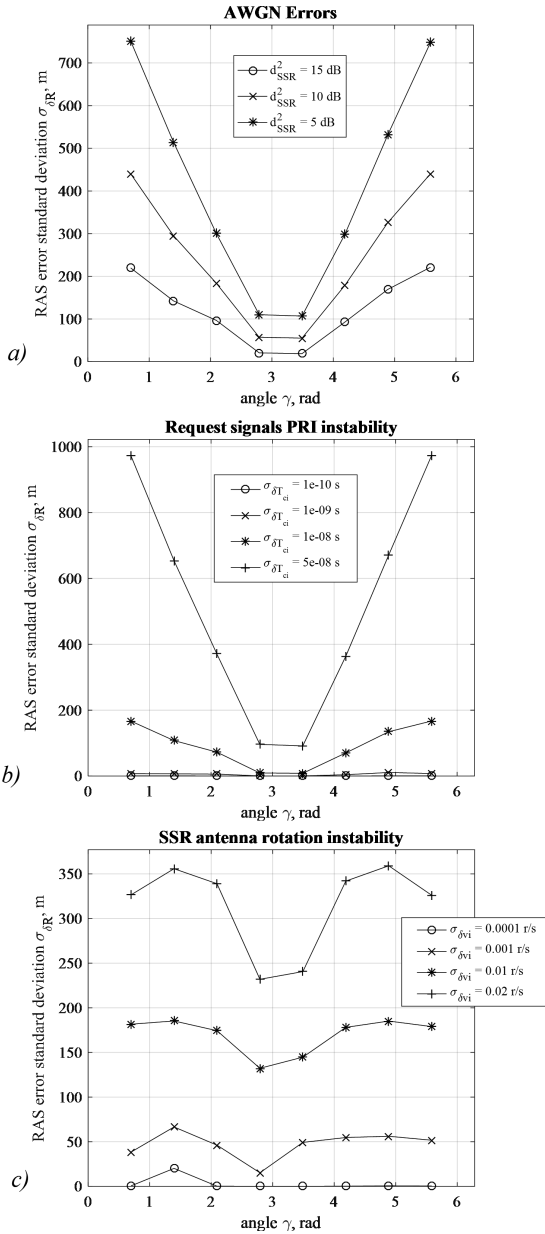 AWGN Errors
RAS error standard deviation σδR, m
700
600
500
400
300
200
100
0
d²SSR = 15 dB
d²SSR = 10 dB
d²SSR = 5 dB
0 1 2 3 4 5 6
angle γ, rad
a)
Request signals PRI instability
RAS error standard deviation σδR, m
1000
800
600
400
200
0
σδTci = 1e-10 s
σδTci = 1e-09 s
σδTci = 1e-08 s
σδTci = 5e-08 s
0 1 2 3 4 5 6
angle γ, rad
b)
SSR antenna rotation instability
RAS error standard deviation σδR, m
350
300
250
200
150
100
50
0
σδvi = 0.0001 r/s
σδvi = 0.001 r/s
σδvi = 0.01 r/s
σδvi = 0.02 r/s
0 1 2 3 4 5 6
angle γ, rad
c)